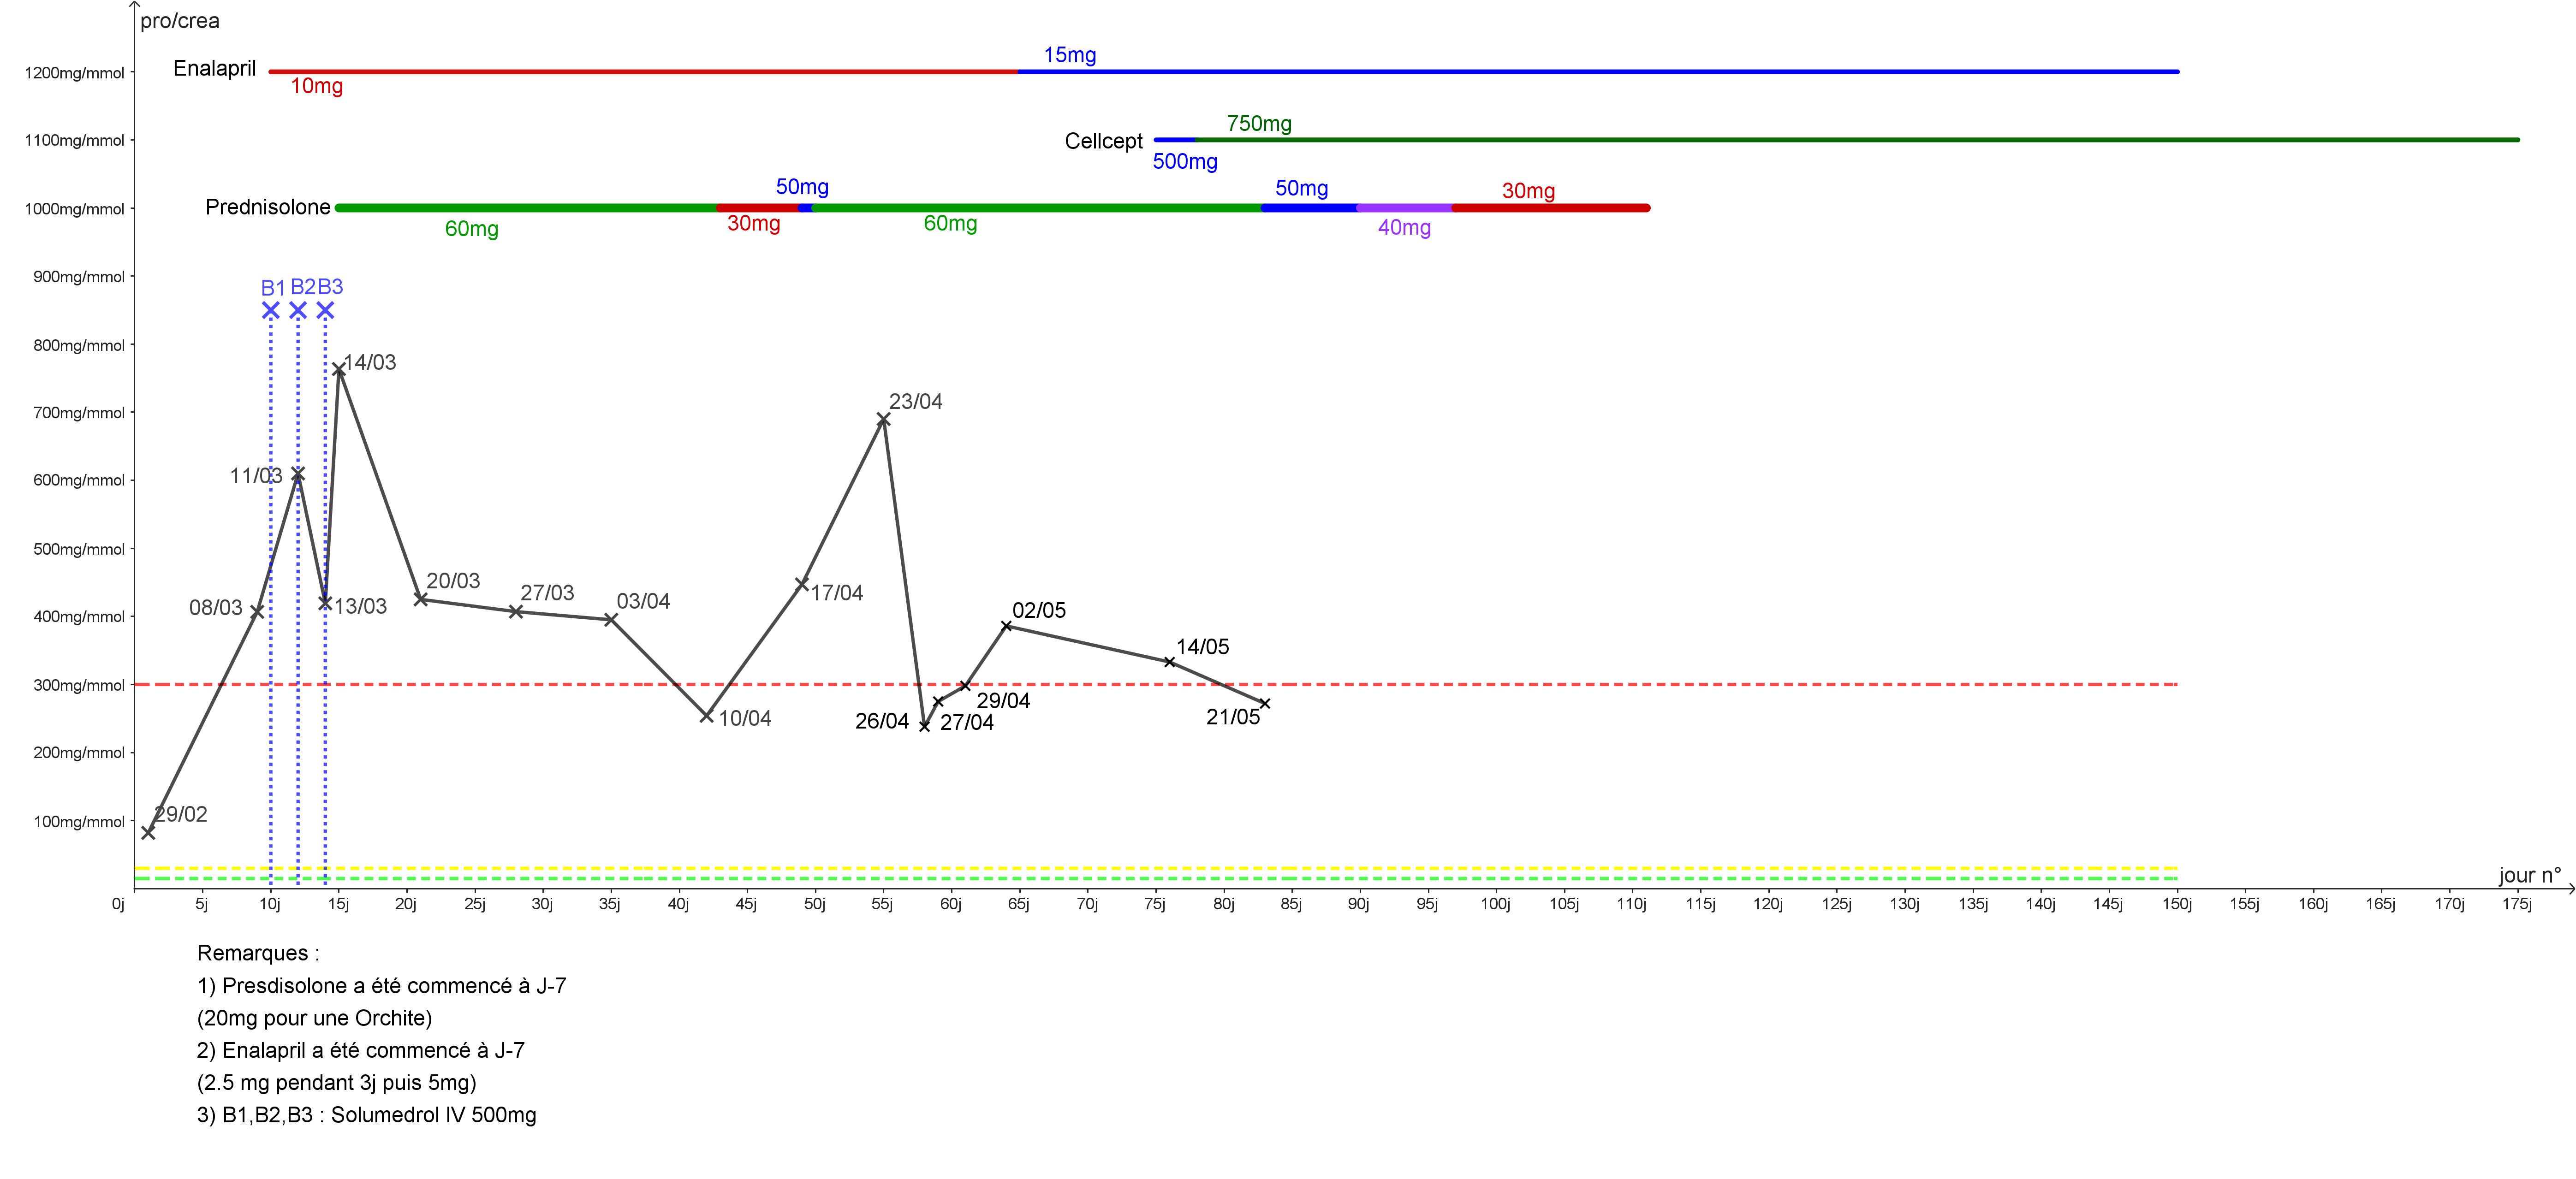 pro/crea
15mg
Enalapril
1200mg/mmol
10mg
750mg
1100mg/mmol
Cellcept
500mg
50mg
50mg
30mg
Prednisolone
1000mg/mmol
60mg
30mg
60mg
40mg
900mg/mmol
B1 B2 B3
800mg/mmol
14/03
700mg/mmol
23/04
600mg/mmol
11/03
500mg/mmol
20/03
27/03
03/04
17/04
08/03
13/03
400mg/mmol
02/05
14/05
300mg/mmol
29/04
10/04
26/04
27/04
21/05
200mg/mmol
29/02
100mg/mmol
jour n°
0j 5j 10j 15j 20j 25j 30j 35j 40j 45j 50j 55j 60j 65j 70j 75j 80j 85j 90j 95j 100j 105j 110j 115j 120j 125j 130j 135j 140j 145j 150j 155j 160j 165j 170j 175j
Remarques :
1) Presdisolone a été commencé à J-7
(20mg pour une Orchite)
2) Enalapril a été commencé à J-7
(2.5 mg pendant 3j puis 5mg)
3) B1,B2,B3 : Solumedrol IV 500mg